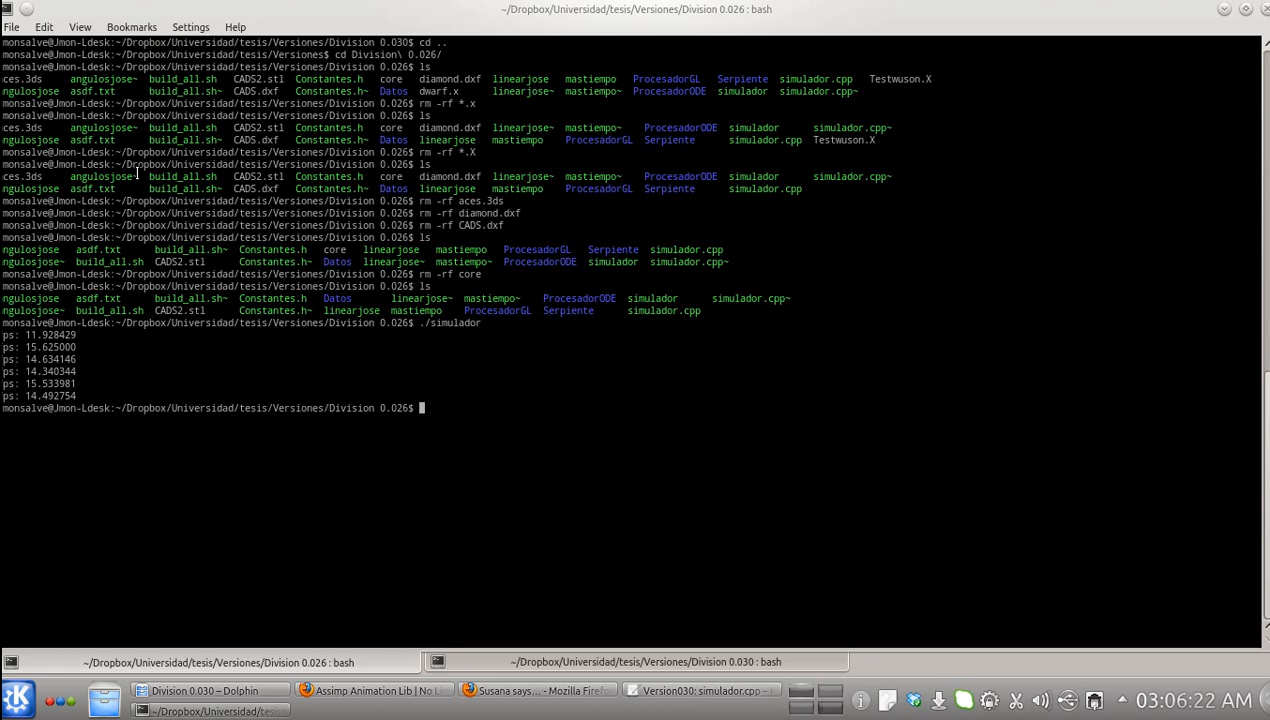 ~/Dropbox/Universidad/tesis/Versiones/Division 0.026 : bash
File Edit View Bookmarks Settings Help
monsalve@Jmon-Ldesk:~/Dropbox/Universidad/tesis/Versiones/Division 0.030$ cd ..
monsalve@Jmon-Ldesk:~/Dropbox/Universidad/tesis/Versiones$ cd Division\ 0.026/
monsalve@Jmon-Ldesk:~/Dropbox/Universidad/tesis/Versiones/Division 0.026$ ls
ces.3ds angulosjose~ build_all.sh CADS2.stl Constantes.h core diamond.dxf linearjose mastiempo ProcesadorGL Serpiente simulador.cpp Testwuson.X
ngulosjose asdf.txt build_all.sh~ CADS.dxf Constantes.h~ Datos dwarf.x linearjose~ mastiempo~ ProcesadorODE simulador simulador.cpp~
monsalve@Jmon-Ldesk:~/Dropbox/Universidad/tesis/Versiones/Division 0.026$ rm -rf *.x
monsalve@Jmon-Ldesk:~/Dropbox/Universidad/tesis/Versiones/Division 0.026$ ls
ces.3ds angulosjose~ build_all.sh CADS2.stl Constantes.h core diamond.dxf linearjose~ mastiempo~ ProcesadorODE simulador simulador.cpp~
ngulosjose asdf.txt build_all.sh~ CADS.dxf Constantes.h~ Datos linearjose mastiempo ProcesadorGL Serpiente simulador.cpp Testwuson.X
monsalve@Jmon-Ldesk:~/Dropbox/Universidad/tesis/Versiones/Division 0.026$ rm -rf *.X
monsalve@Jmon-Ldesk:~/Dropbox/Universidad/tesis/Versiones/Division 0.026$ ls
ces.3ds angulosjose~ build_all.sh CADS2.stl Constantes.h core diamond.dxf linearjose~ mastiempo~ ProcesadorODE simulador simulador.cpp~
ngulosjose asdf.txt build_all.sh~ CADS.dxf Constantes.h~ Datos linearjose mastiempo ProcesadorGL Serpiente simulador.cpp
monsalve@Jmon-Ldesk:~/Dropbox/Universidad/tesis/Versiones/Division 0.026$ rm -rf aces.3ds
monsalve@Jmon-Ldesk:~/Dropbox/Universidad/tesis/Versiones/Division 0.026$ rm -rf diamond.dxf
monsalve@Jmon-Ldesk:~/Dropbox/Universidad/tesis/Versiones/Division 0.026$ rm -rf CADS.dxf
monsalve@Jmon-Ldesk:~/Dropbox/Universidad/tesis/Versiones/Division 0.026$ ls
ngulosjose asdf.txt build_all.sh~ Constantes.h core linearjose mastiempo ProcesadorGL Serpiente simulador.cpp
ngulosjose~ build_all.sh CADS2.stl Constantes.h~ Datos linearjose~ mastiempo~ ProcesadorODE simulador simulador.cpp~
monsalve@Jmon-Ldesk:~/Dropbox/Universidad/tesis/Versiones/Division 0.026$ rm -rf core
monsalve@Jmon-Ldesk:~/Dropbox/Universidad/tesis/Versiones/Division 0.026$ ls
ngulosjose asdf.txt build_all.sh~ Constantes.h Datos linearjose~ mastiempo~ ProcesadorODE simulador simulador.cpp~
ngulosjose~ build_all.sh CADS2.stl Constantes.h~ linearjose mastiempo ProcesadorGL Serpiente simulador.cpp
monsalve@Jmon-Ldesk:~/Dropbox/Universidad/tesis/Versiones/Division 0.026$ ./simulador
ps: 11.928429
ps: 15.625000
ps: 14.634146
ps: 14.340344
ps: 15.533981
ps: 14.492754
monsalve@Jmon-Ldesk:~/Dropbox/Universidad/tesis/Versiones/Division 0.026$
~/Dropbox/Universidad/tesis/Versiones/Division 0.026 : bash ~/Dropbox/Universidad/tesis/Versiones/Division 0.030 : bash
Division 0.030 – Dolphin Assimp Animation Lib | No Lin Sunday's... - Mozilla Firefo Version030: simulador.cpp – K 03:06:22 AM
~/Dropbox/Universidad/tesis